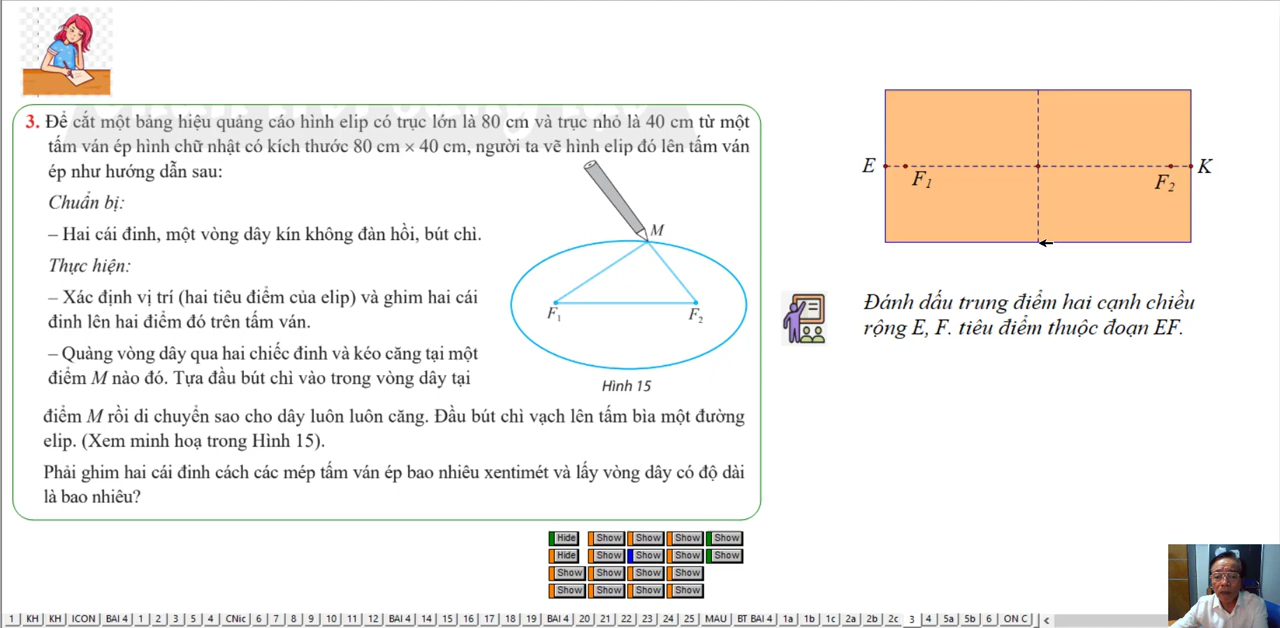 3. Để cắt một bảng hiệu quảng cáo hình elip có trục lớn là 80 cm và trục nhỏ là 40 cm từ một
tấm ván ép hình chữ nhật có kích thước 80 cm × 40 cm, người ta vẽ hình elip đó lên tấm ván
ép như hướng dẫn sau:
Chuẩn bị:
– Hai cái đinh, một vòng dây kín không đàn hồi, bút chì.
Thực hiện:
– Xác định vị trí (hai tiêu điểm của elip) và ghim hai cái
đinh lên hai điểm đó trên tấm ván.
– Quàng vòng dây qua hai chiếc đinh và kéo căng tại một
điểm M nào đó. Tựa đầu bút chì vào trong vòng dây tại
điểm M rồi di chuyển sao cho dây luôn luôn căng. Đầu bút chì vạch lên tấm bìa một đường
elip. (Xem minh hoạ trong Hình 15).
Phải ghim hai cái đinh cách các mép tấm ván ép bao nhiêu xentimét và lấy vòng dây có độ dài
là bao nhiêu?
M
F1
F2
Hình 15
E
F1
F2
K
Đánh dấu trung điểm hai cạnh chiều
rộng E, F. tiêu điểm thuộc đoạn EF.
Hide Show Show Show Show
Hide Show Show Show Show
Show Show Show Show
Show Show Show Show
1 KH KH ICON BAI 4 1 2 3 5 4 CNic 6 7 8 9 10 11 12 BAI 4 14 15 16 17 18 19 BAI 4 20 21 22 23 24 25 MAU BT BAI 4 1a 1b 1c 2a 2b 2c 3 4 5a 5b 6 ON C <